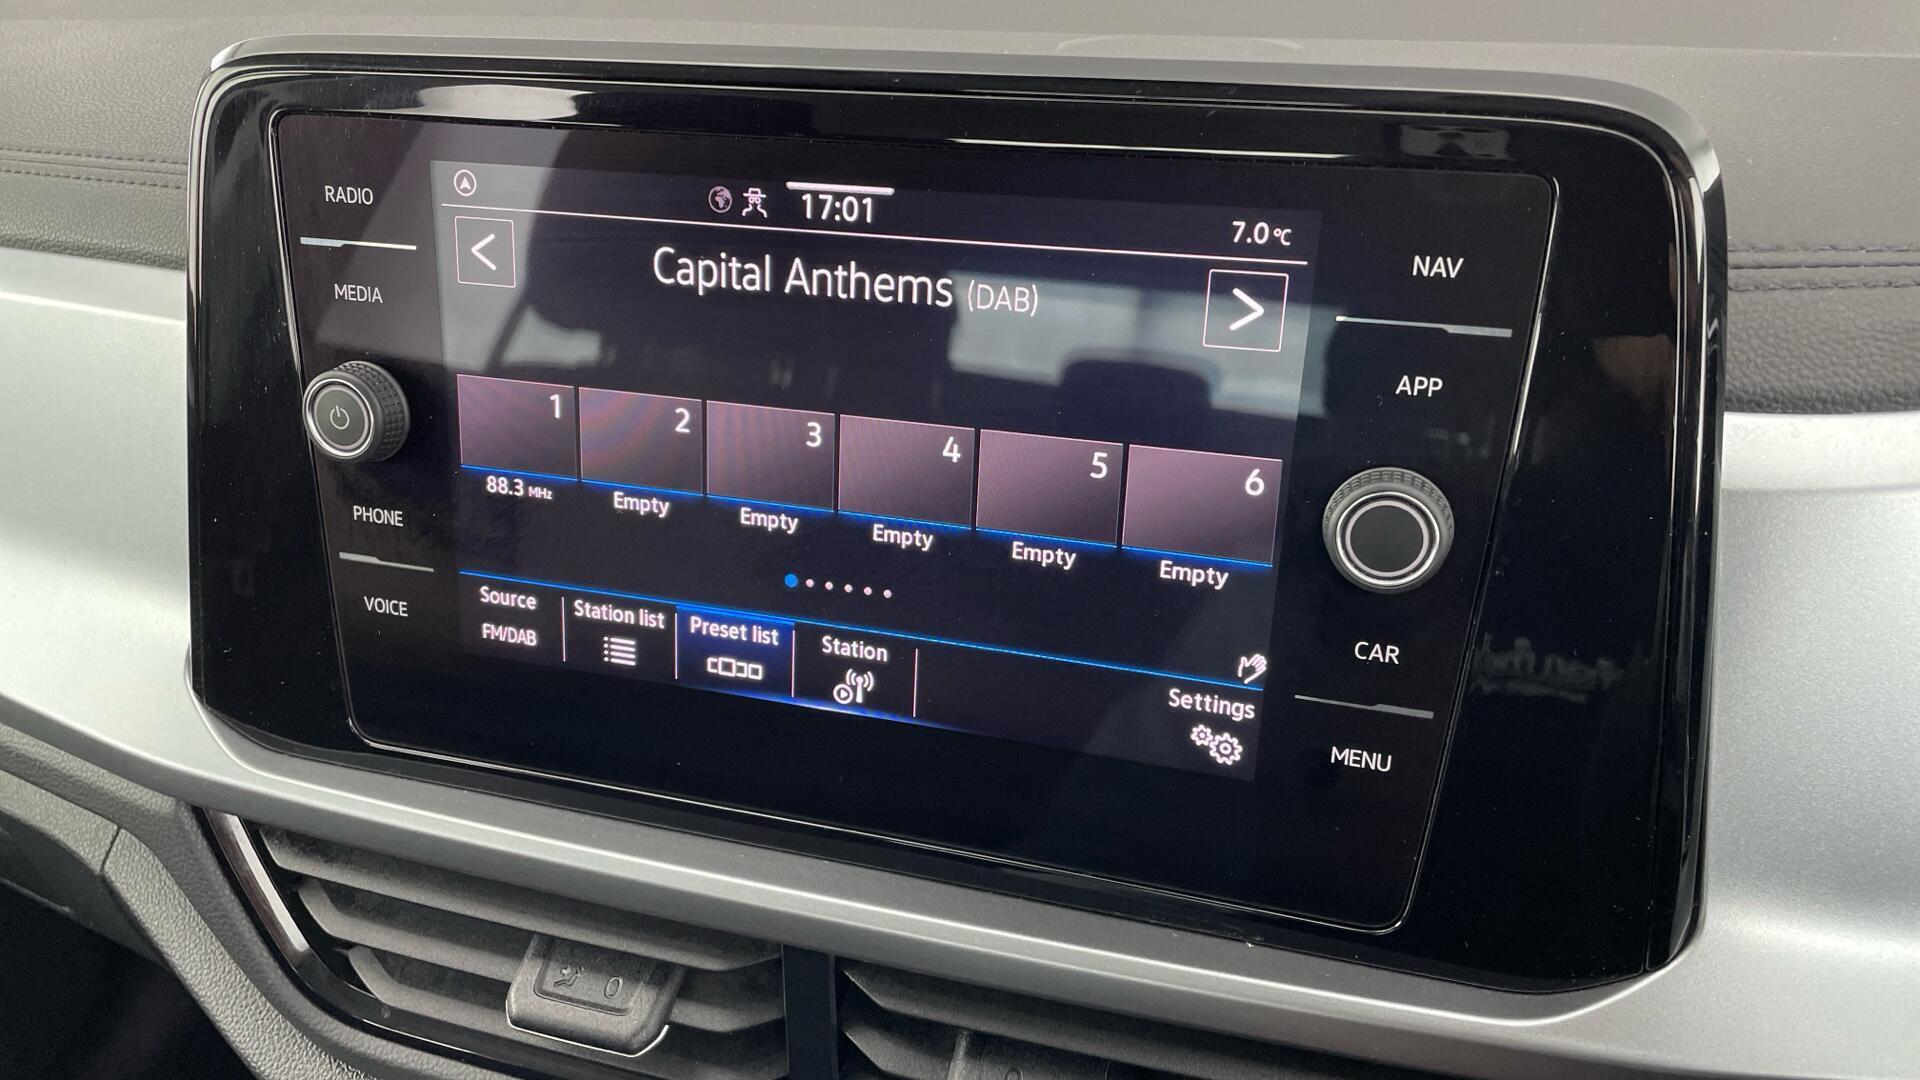 RADIO
MEDIA
PHONE
VOICE
17:01
7.0 °C
Capital Anthems (DAB)
1
2
3
4
5
6
88.3 MHz
Empty
Empty
Empty
Empty
Empty
Source
FM/DAB
Station list
Preset list
Station
Settings
NAV
APP
CAR
MENU
0